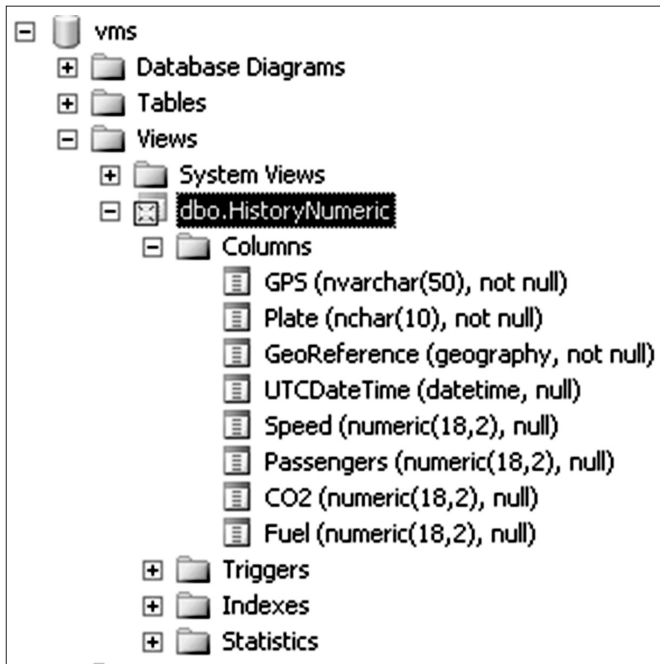 vms
Database Diagrams
Tables
Views
System Views
dbo.HistoryNumeric
Columns
GPS (nvarchar(50), not null)
Plate (nchar(10), not null)
GeoReference (geography, not null)
UTCDateTime (datetime, null)
Speed (numeric(18,2), null)
Passengers (numeric(18,2), null)
CO2 (numeric(18,2), null)
Fuel (numeric(18,2), null)
Triggers
Indexes
Statistics